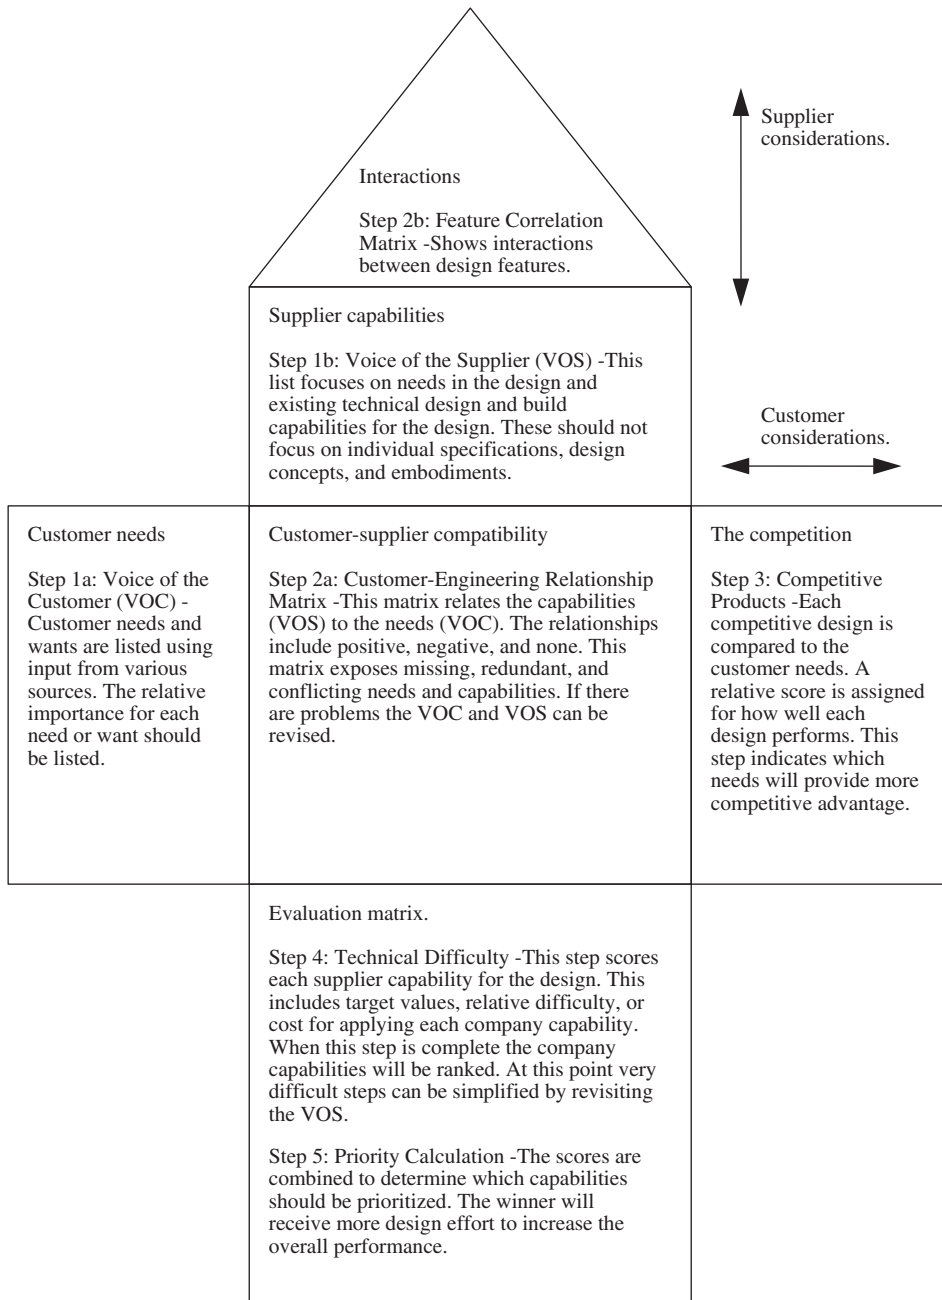 Supplier
considerations.
Interactions
Step 2b: Feature Correlation
Matrix -Shows interactions
between design features.
Supplier capabilities
Step 1b: Voice of the Supplier (VOS) -This
list focuses on needs in the design and
existing technical design and build
capabilities for the design. These should not
focus on individual specifications, design
concepts, and embodiments.
Customer
considerations.
Customer needs
Step 1a: Voice of the
Customer (VOC) -
Customer needs and
wants are listed using
input from various
sources. The relative
importance for each
need or want should
be listed.
Customer-supplier compatibility
Step 2a: Customer-Engineering Relationship
Matrix -This matrix relates the capabilities
(VOS) to the needs (VOC). The relationships
include positive, negative, and none. This
matrix exposes missing, redundant, and
conflicting needs and capabilities. If there
are problems the VOC and VOS can be
revised.
The competition
Step 3: Competitive
Products -Each
competitive design is
compared to the
customer needs. A
relative score is assigned
for how well each
design performs. This
step indicates which
needs will provide more
competitive advantage.
Evaluation matrix.
Step 4: Technical Difficulty -This step scores
each supplier capability for the design. This
includes target values, relative difficulty, or
cost for applying each company capability.
When this step is complete the company
capabilities will be ranked. At this point very
difficult steps can be simplified by revisiting
the VOS.
Step 5: Priority Calculation -The scores are
combined to determine which capabilities
should be prioritized. The winner will
receive more design effort to increase the
overall performance.